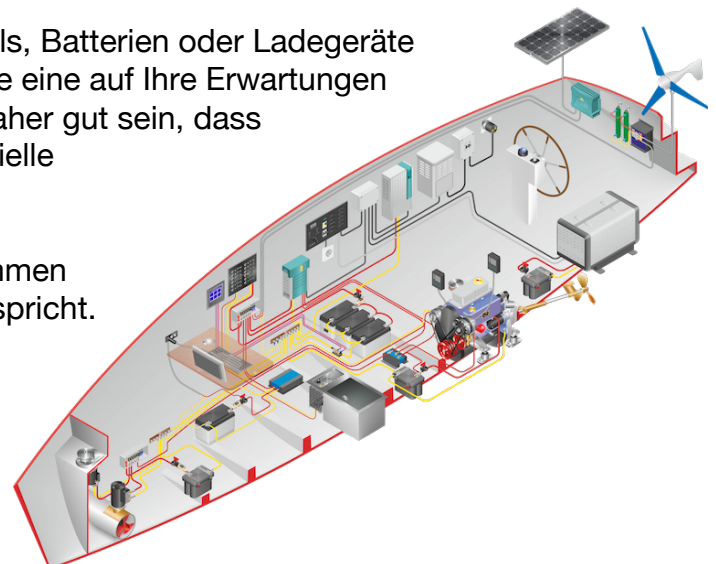 ls, Batterien oder Ladegeräte
e eine auf Ihre Erwartungen
aher gut sein, dass
ielle
nmen
spricht.